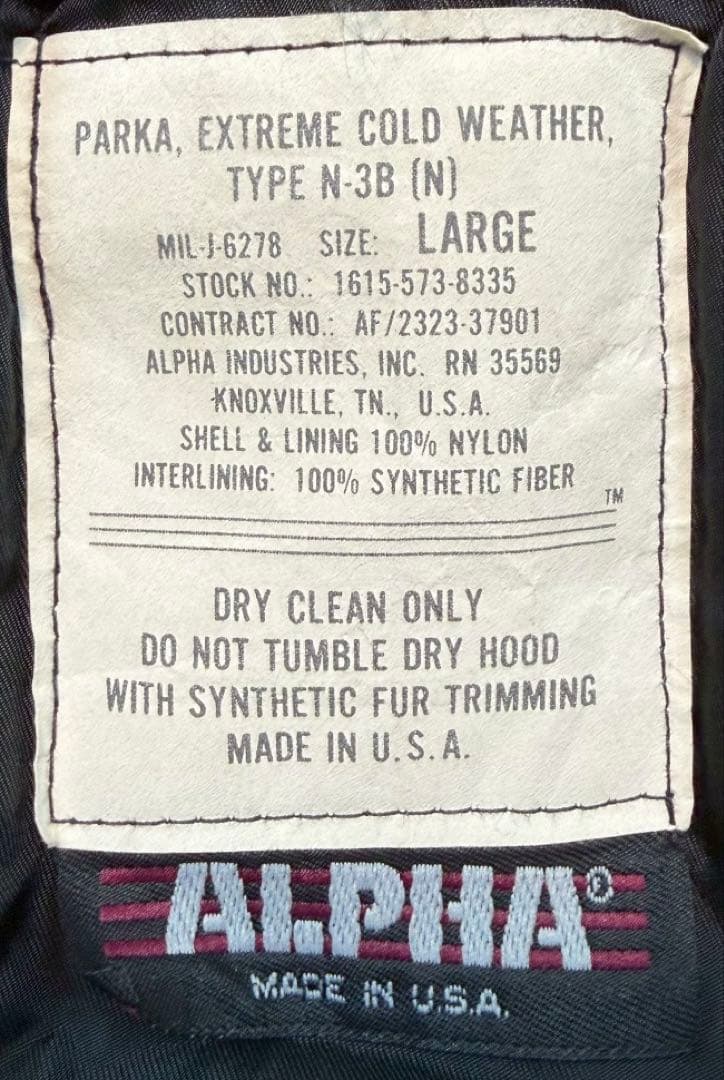 PARKA, EXTREME COLD WEATHER,
TYPE N-3B (N)
MIL-J-6278 SIZE: LARGE
STOCK NO.: 1615-573-8335
CONTRACT NO.: AF/2323-37901
ALPHA INDUSTRIES, INC. RN 35569
KNOXVILLE, TN., U.S.A.
SHELL & LINING 100% NYLON
INTERLINING: 100% SYNTHETIC FIBER
TM
DRY CLEAN ONLY
DO NOT TUMBLE DRY HOOD
WITH SYNTHETIC FUR TRIMMING
MADE IN U.S.A.
ALPHA®
MADE IN U.S.A.